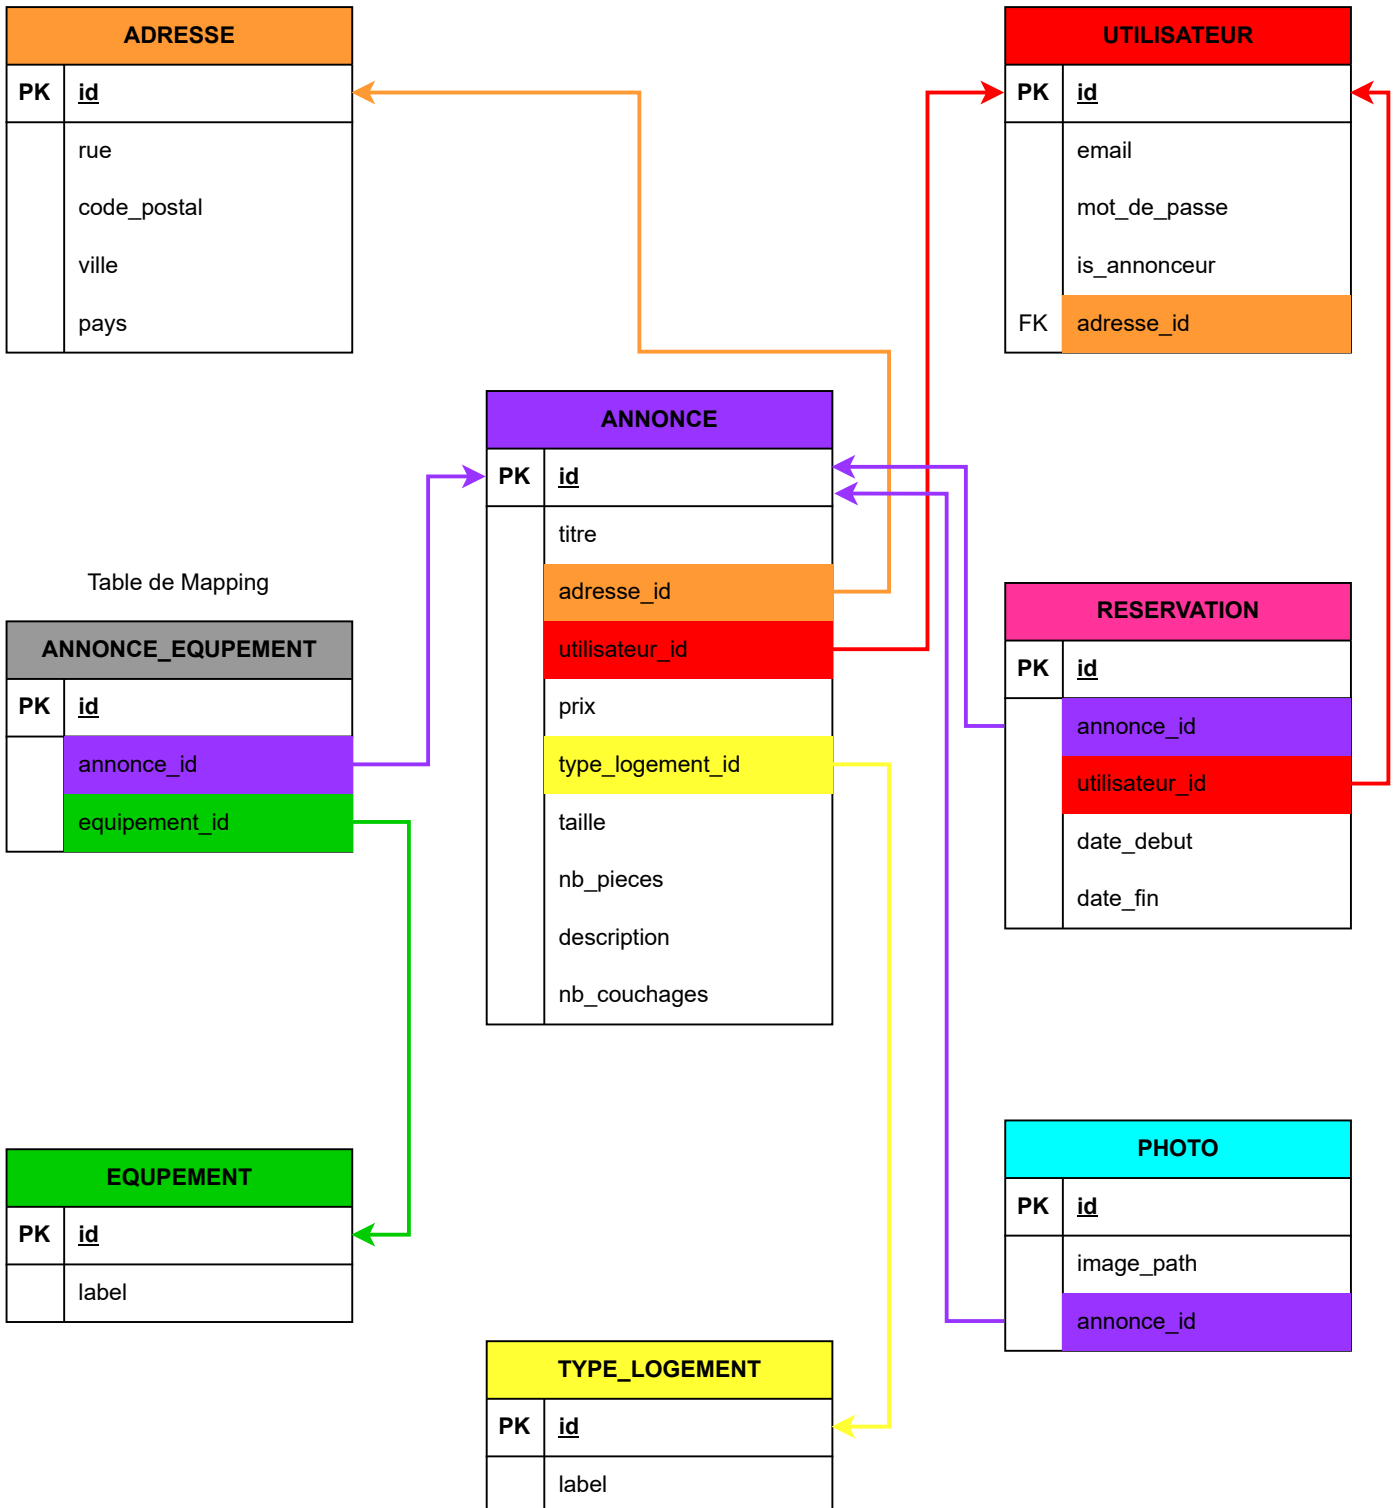 ADRESSE
PK id
rue
code_postal
ville
pays
UTILISATEUR
PK id
email
mot_de_passe
is_annonceur
FK adresse_id
ANNONCE
PK id
titre
adresse_id
utilisateur_id
prix
type_logement_id
taille
nb_pieces
description
nb_couchages
Table de Mapping
ANNONCE_EQUPEMENT
PK id
annonce_id
equipement_id
RESERVATION
PK id
annonce_id
utilisateur_id
date_debut
date_fin
EQUPEMENT
PK id
label
PHOTO
PK id
image_path
annonce_id
TYPE_LOGEMENT
PK id
label